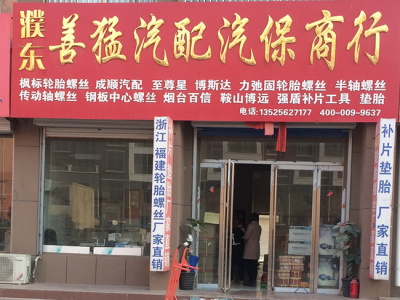 濮东
善猛汽配汽保商行
枫标轮胎螺丝 成顺汽配 至尊星 博斯达 力弛固轮胎螺丝 半轴螺丝
传动轴螺丝 钢板中心螺丝 烟台百信 鞍山博远 强盾补片工具 垫胎
电话:13525627177 400-009-9637
浙江福建轮胎螺丝厂家直销
补片垫胎厂厂直销